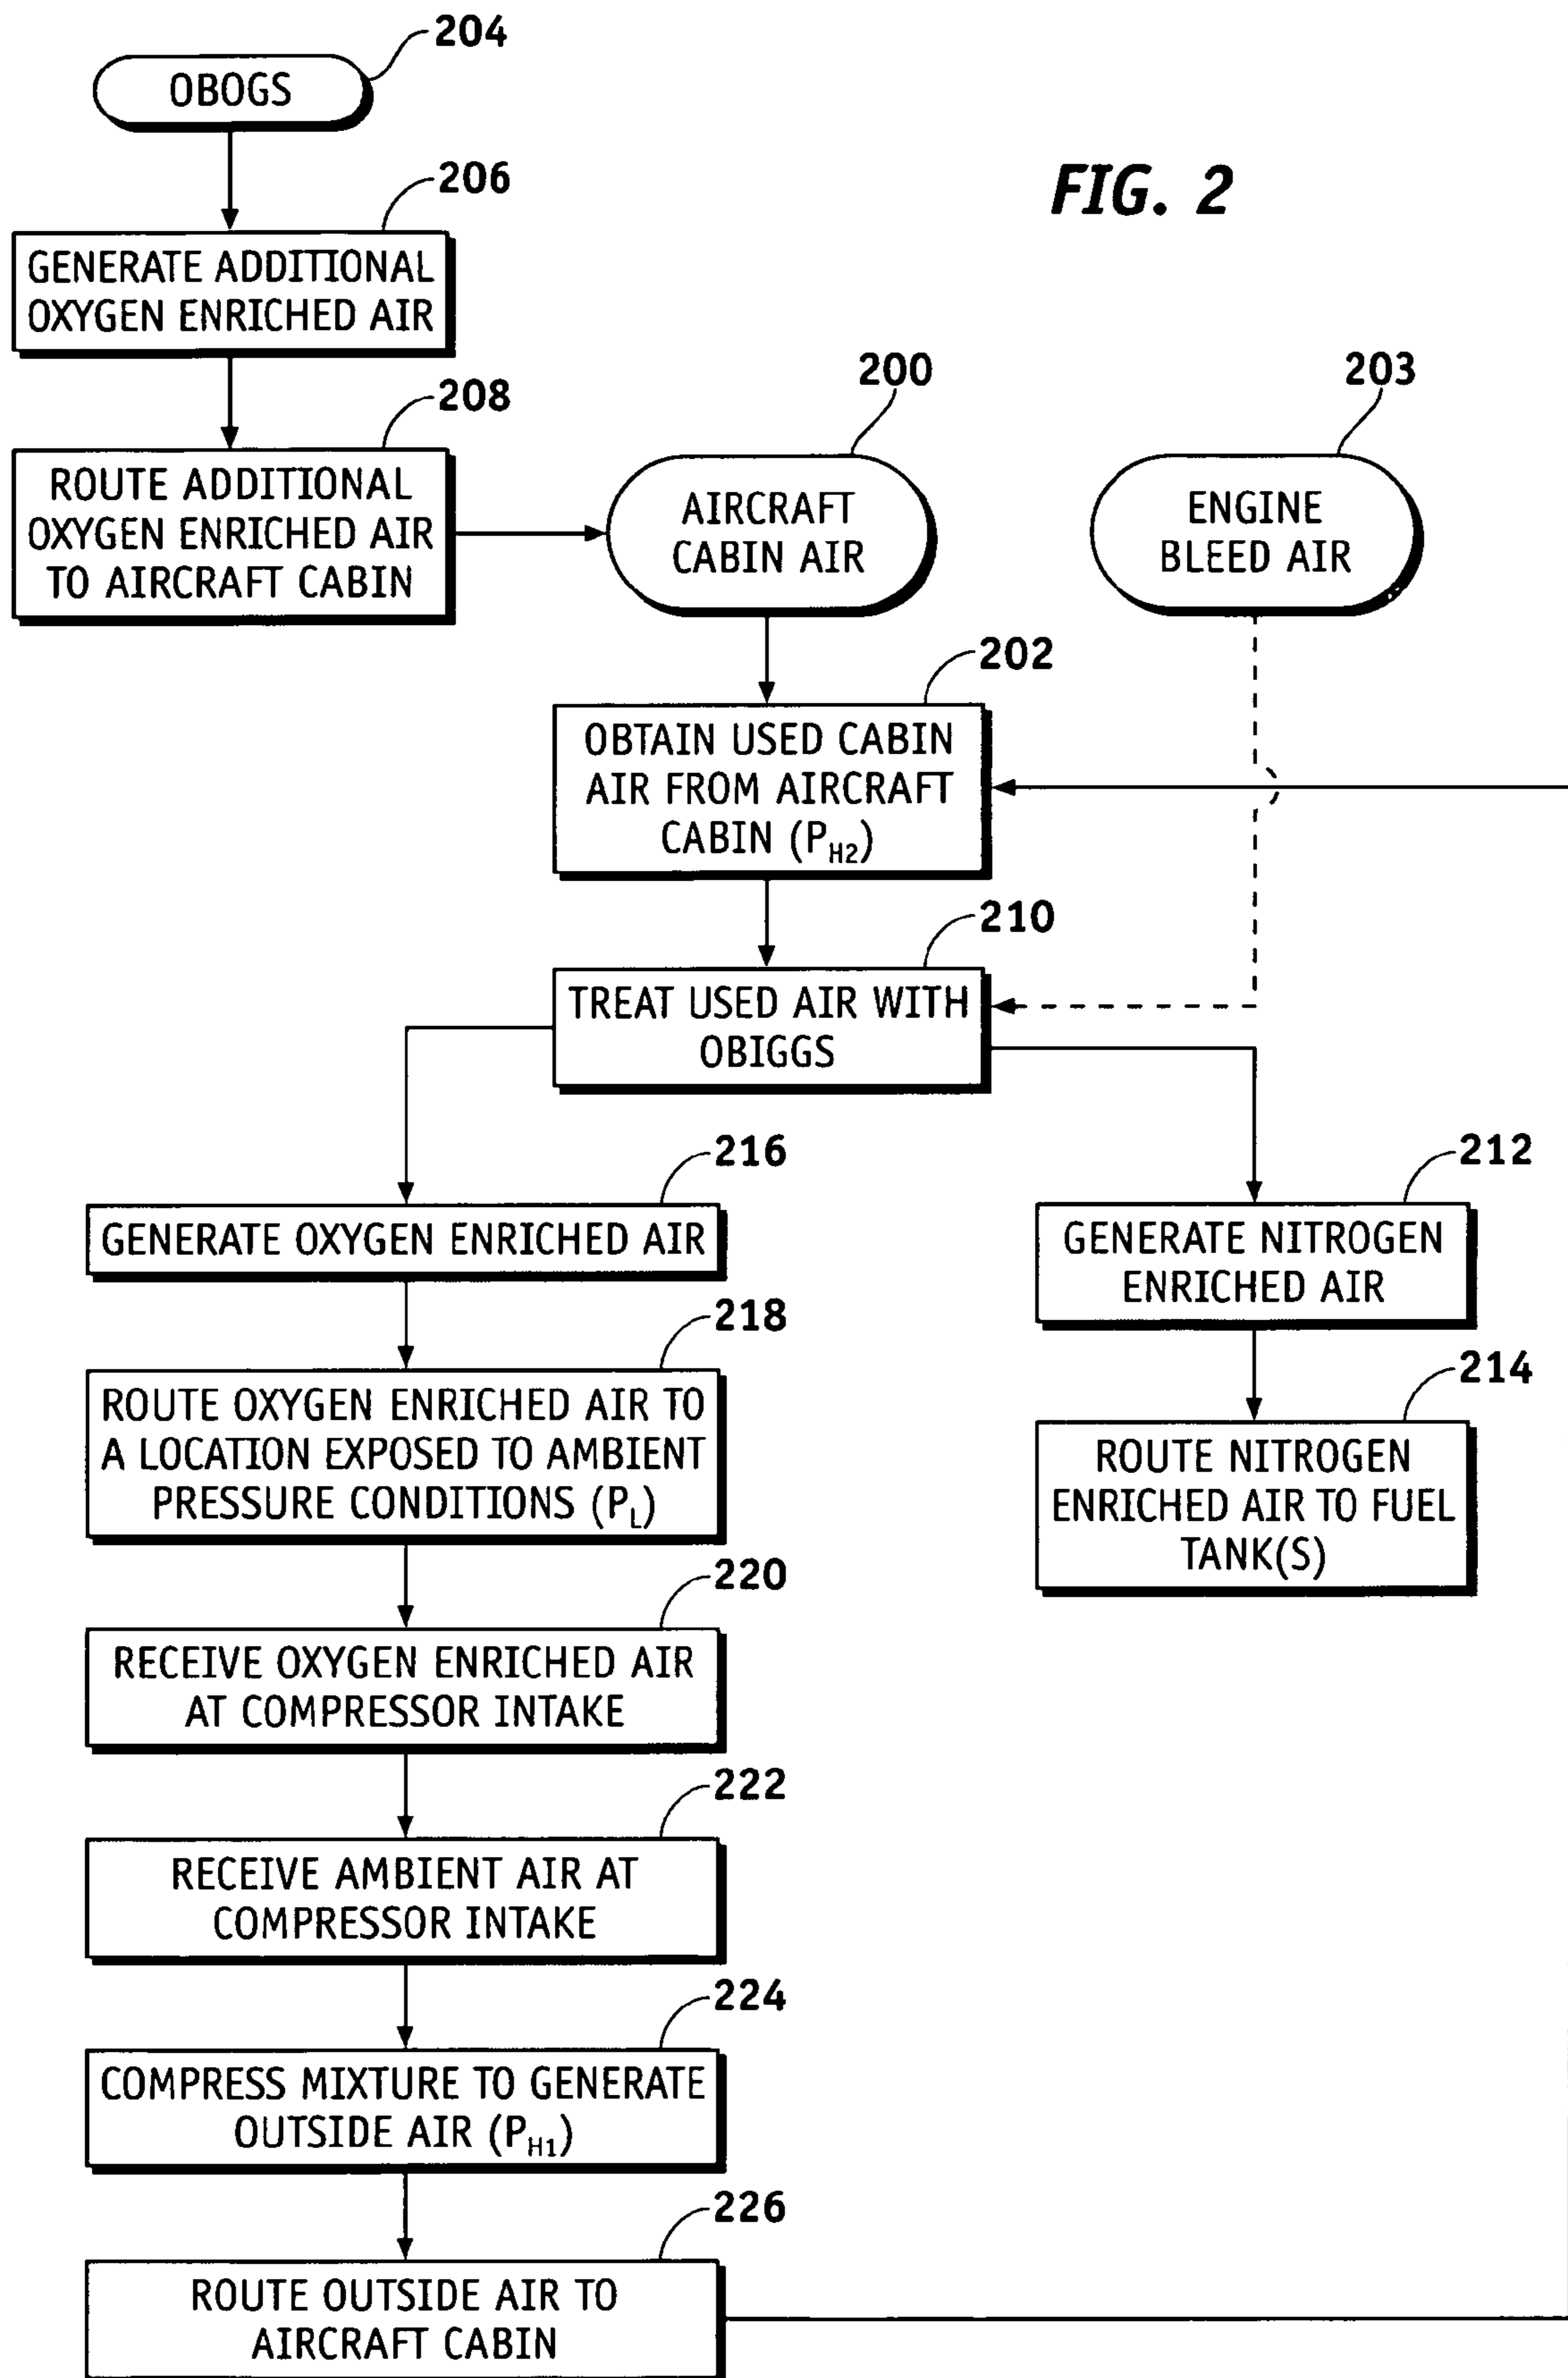 204
OBOGS
FIG. 2
206
GENERATE ADDITIONAL
OXYGEN ENRICHED AIR
208
ROUTE ADDITIONAL
OXYGEN ENRICHED AIR
TO AIRCRAFT CABIN
200
AIRCRAFT
CABIN AIR
203
ENGINE
BLEED AIR
202
OBTAIN USED CABIN
AIR FROM AIRCRAFT
CABIN (PH2)
210
TREAT USED AIR WITH
OBIGGS
216
GENERATE OXYGEN ENRICHED AIR
212
GENERATE NITROGEN
ENRICHED AIR
218
ROUTE OXYGEN ENRICHED AIR TO
A LOCATION EXPOSED TO AMBIENT
PRESSURE CONDITIONS (PL)
214
ROUTE NITROGEN
ENRICHED AIR TO FUEL
TANK(S)
220
RECEIVE OXYGEN ENRICHED AIR
AT COMPRESSOR INTAKE
222
RECEIVE AMBIENT AIR AT
COMPRESSOR INTAKE
224
COMPRESS MIXTURE TO GENERATE
OUTSIDE AIR (PH1)
226
ROUTE OUTSIDE AIR TO
AIRCRAFT CABIN